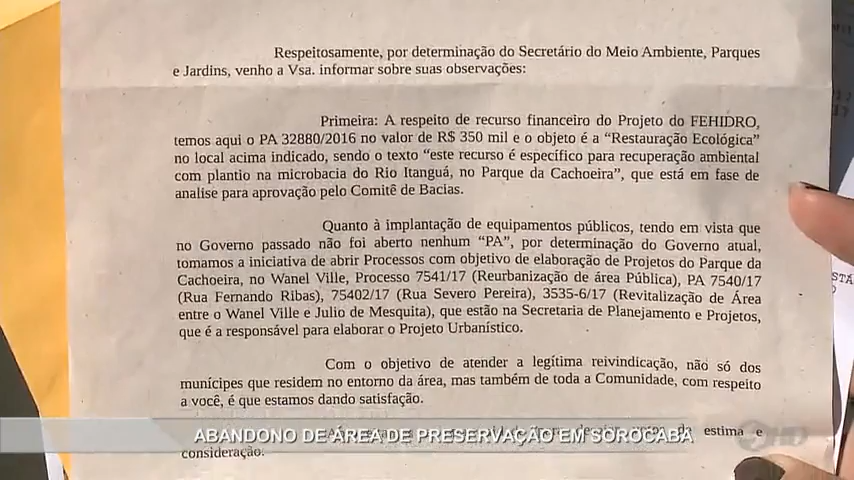 Respeitosamente, por determinação do Secretário do Meio Ambiente, Parques
e Jardins, venho a Vsa. informar sobre suas observações:
Primeira: A respeito de recurso financeiro do Projeto do FEHIDRO,
temos aqui o PA 32880/2016 no valor de R$ 350 mil e o objeto é a “Restauração Ecológica”
no local acima indicado, sendo o texto “este recurso é específico para recuperação ambiental
com plantio na microbacia do Rio Itanguá, no Parque da Cachoeira”, que está em fase de
analise para aprovação pelo Comitê de Bacias.
Quanto à implantação de equipamentos públicos, tendo em vista que
no Governo passado não foi aberto nenhum “PA”, por determinação do Governo atual,
tomamos a iniciativa de abrir Processos com objetivo de elaboração de Projetos do Parque da
Cachoeira, no Wanel Ville, Processo 7541/17 (Reurbanização de área Pública), PA 7540/17
(Rua Fernando Ribas), 75402/17 (Rua Severo Pereira), 3535-6/17 (Revitalização de Área
entre o Wanel Ville e Julio de Mesquita), que estão na Secretaria de Planejamento e Projetos,
que é a responsável para elaborar o Projeto Urbanístico.
Com o objetivo de atender a legítima reivindicação, não só dos
munícipes que residem no entorno da área, mas também de toda a Comunidade, com respeito
a você, é que estamos dando satisfação.
estima e
consideração.
ABANDONO DE ÁREA DE PRESERVAÇÃO EM SOROCABA
HD